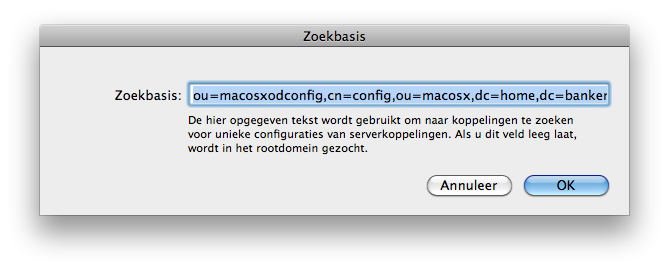 Zoekbasis
Zoekbasis: ou=macosxodconfig,cn=config,ou=macosx,dc=home,dc=banker
De hier opgegeven tekst wordt gebruikt om naar koppelingen te zoeken
voor unieke configuraties van serverkoppelingen. Als u dit veld leeg laat,
wordt in het rootdomein gezocht.
Annuleer OK